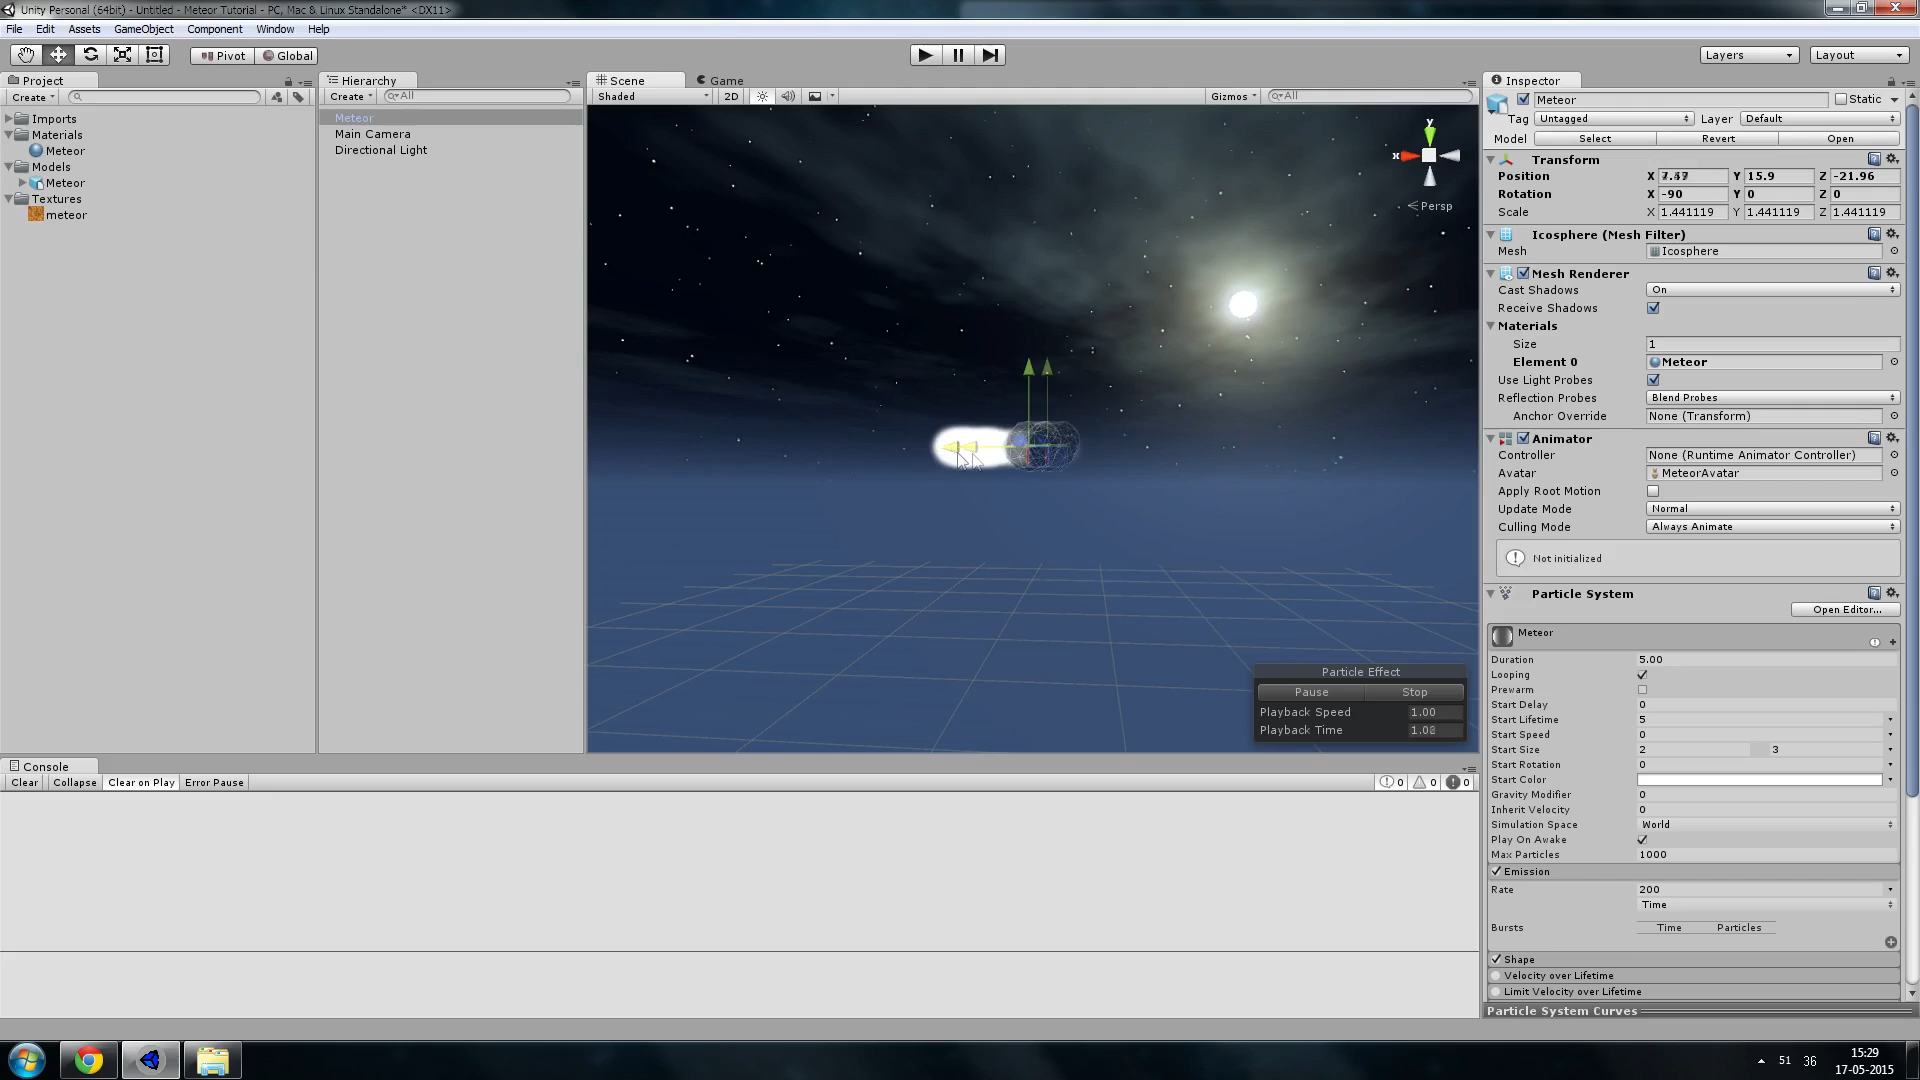 Unity Personal (64bit) - Untitled - Meteor Tutorial - PC, Mac & Linux Standalone* <DX11>
File Edit Assets GameObject Component Window Help
Pivot Global Layers Layout
Project
Create
Imports
Materials
Meteor
Models
Meteor
Textures
meteor
Hierarchy
Create All
Meteor
Main Camera
Directional Light
Scene Game
Shaded 2D Gizmos All
y
x
Persp
Particle Effect
Pause Stop
Playback Speed 1.00
Playback Time
Console
Clear Collapse Clear on Play Error Pause 0 0 0
Inspector
Meteor Static
Tag Untagged Layer Default
Model Select Revert Open
Transform
Position X Y 15.9 Z -21.96
Rotation X -90 Y 0 Z 0
Scale X 1.441119 Y 1.441119 Z 1.441119
Icosphere (Mesh Filter)
Mesh Icosphere
Mesh Renderer
Cast Shadows On
Receive Shadows
Materials
Size 1
Element 0 Meteor
Use Light Probes
Reflection Probes Blend Probes
Anchor Override None (Transform)
Animator
Controller None (Runtime Animator Controller)
Avatar MeteorAvatar
Apply Root Motion
Update Mode Normal
Culling Mode Always Animate
Not initialized
Particle System
Open Editor...
Meteor
Duration 5.00
Looping
Prewarm
Start Delay 0
Start Lifetime 5
Start Speed 0
Start Size 2 3
Start Rotation 0
Start Color
Gravity Modifier 0
Inherit Velocity 0
Simulation Space World
Play On Awake
Max Particles 1000
Emission
Rate 200
Time
Bursts Time Particles
Shape
Velocity over Lifetime
Limit Velocity over Lifetime
Particle System Curves
51 36 15:29
17-05-2015